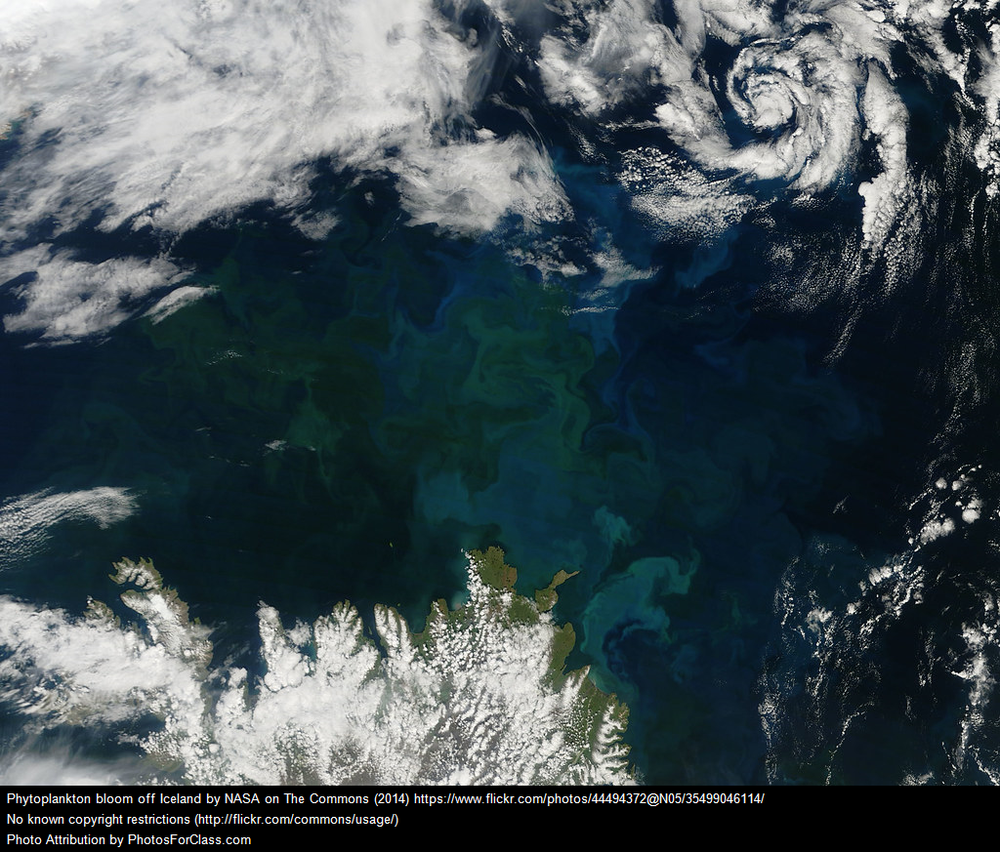 Phytoplankton bloom off Iceland by NASA on The Commons (2014) https://www.flickr.com/photos/44494372@N05/35499046114/
No known copyright restrictions (http://flickr.com/commons/usage/)
Photo Attribution by PhotosForClass.com